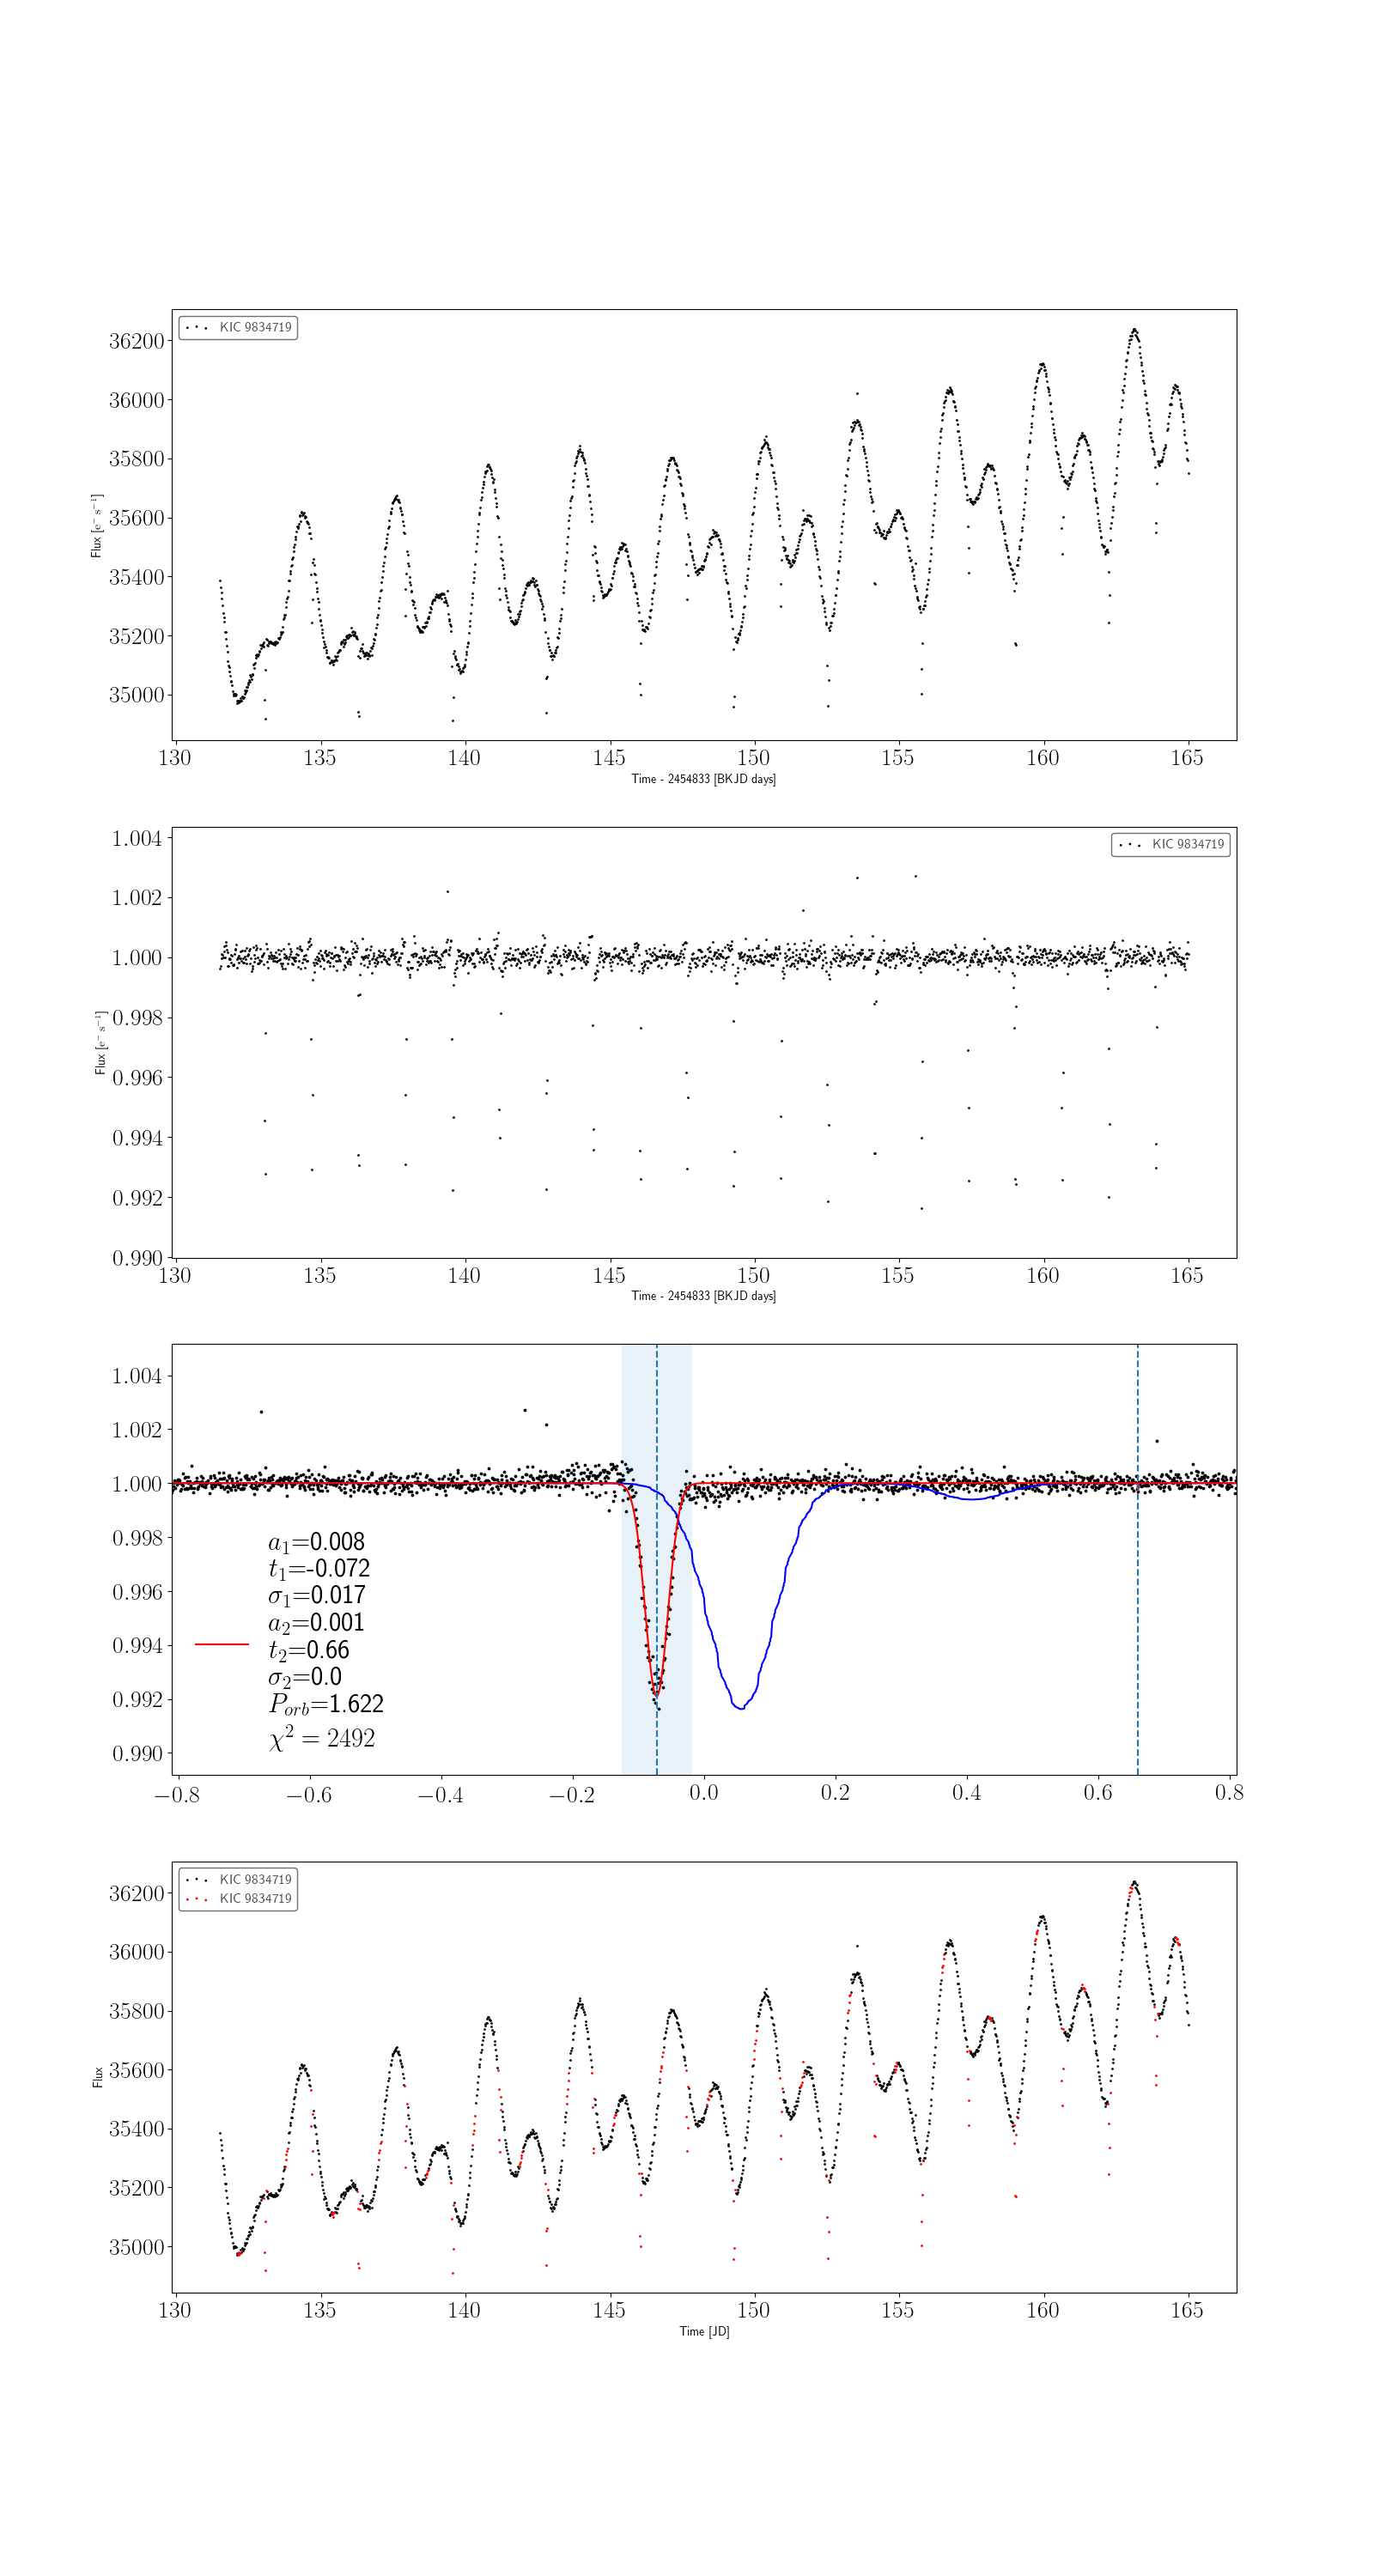 KIC 9834719
36200
36000
35800
35600
35400
35200
35000
Flux [e⁻ s⁻¹]
130 135 140 145 150 155 160 165
Time - 2454833 [BKJD days]
KIC 9834719
1.004
1.002
1.000
0.998
0.996
0.994
0.992
0.990
Flux [e⁻ s⁻¹]
130 135 140 145 150 155 160 165
Time - 2454833 [BKJD days]
1.004
1.002
1.000
0.998
0.996
0.994
0.992
0.990
a₁=0.008
t₁=-0.072
σ₁=0.017
a₂=0.001
t₂=0.66
σ₂=0.0
P_orb=1.622
χ² = 2492
−0.8 −0.6 −0.4 −0.2 0.0 0.2 0.4 0.6 0.8
KIC 9834719
KIC 9834719
36200
36000
35800
35600
35400
35200
35000
Flux
130 135 140 145 150 155 160 165
Time [JD]